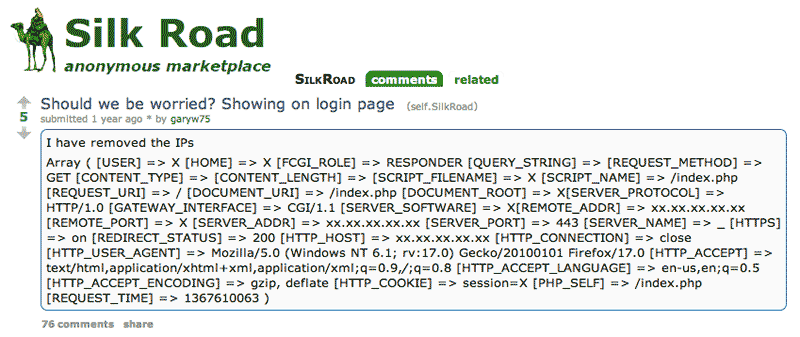 Silk Road
anonymous marketplace
SILKROAD comments related
Should we be worried? Showing on login page (self.SilkRoad)
5
submitted 1 year ago * by garyw75
I have removed the IPs
Array ( [USER] => X [HOME] => X [FCGI_ROLE] => RESPONDER [QUERY_STRING] => [REQUEST_METHOD] =>
GET [CONTENT_TYPE] => [CONTENT_LENGTH] => [SCRIPT_FILENAME] => X [SCRIPT_NAME] => /index.php
[REQUEST_URI] => / [DOCUMENT_URI] => /index.php [DOCUMENT_ROOT] => X[SERVER_PROTOCOL] =>
HTTP/1.0 [GATEWAY_INTERFACE] => CGI/1.1 [SERVER_SOFTWARE] => X[REMOTE_ADDR] => xx.xx.xx.xx.xx
[REMOTE_PORT] => X [SERVER_ADDR] => xx.xx.xx.xx.xx [SERVER_PORT] => 443 [SERVER_NAME] => _ [HTTPS]
=> on [REDIRECT_STATUS] => 200 [HTTP_HOST] => xx.xx.xx.xx.xx [HTTP_CONNECTION] => close
[HTTP_USER_AGENT] => Mozilla/5.0 (Windows NT 6.1; rv:17.0) Gecko/20100101 Firefox/17.0 [HTTP_ACCEPT] =>
text/html,application/xhtml+xml,application/xml;q=0.9,/;q=0.8 [HTTP_ACCEPT_LANGUAGE] => en-us,en;q=0.5
[HTTP_ACCEPT_ENCODING] => gzip, deflate [HTTP_COOKIE] => session=X [PHP_SELF] => /index.php
[REQUEST_TIME] => 1367610063 )
76 comments share